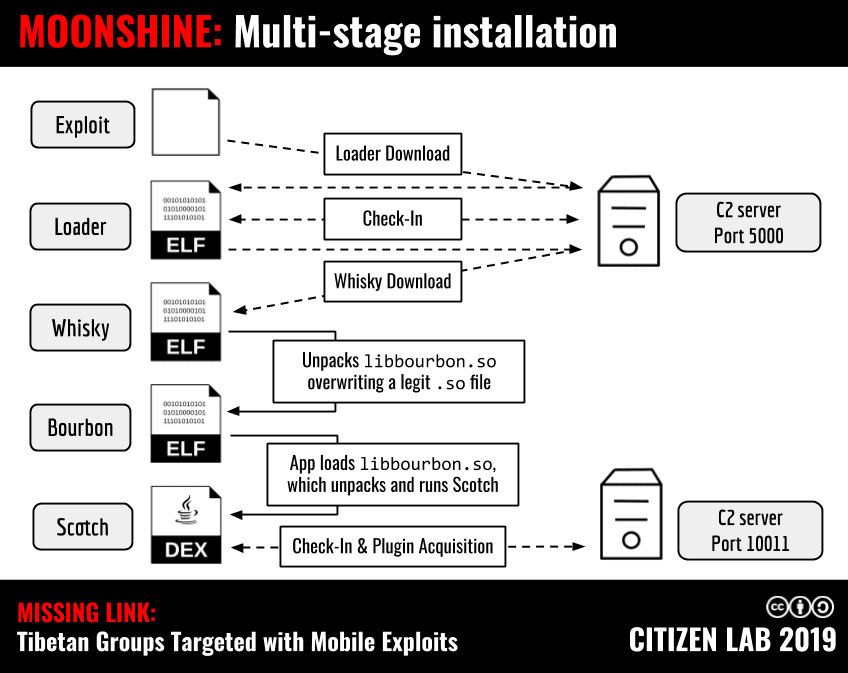 MOONSHINE: Multi-stage installation
Exploit
Loader Download
00101010101
01010000101
11101010101
ELF
Loader
Check-In
C2 server
Port 5000
Whisky Download
00101010101
01010000101
11101010101
ELF
Whisky
Unpacks libbourbon.so
overwriting a legit .so file
00101010101
01010000101
11101010101
ELF
Bourbon
App loads libbourbon.so,
which unpacks and runs Scotch
DEX
Scotch
Check-In & Plugin Acquisition
C2 server
Port 10011
MISSING LINK:
Tibetan Groups Targeted with Mobile Exploits
cc
CITIZEN LAB 2019